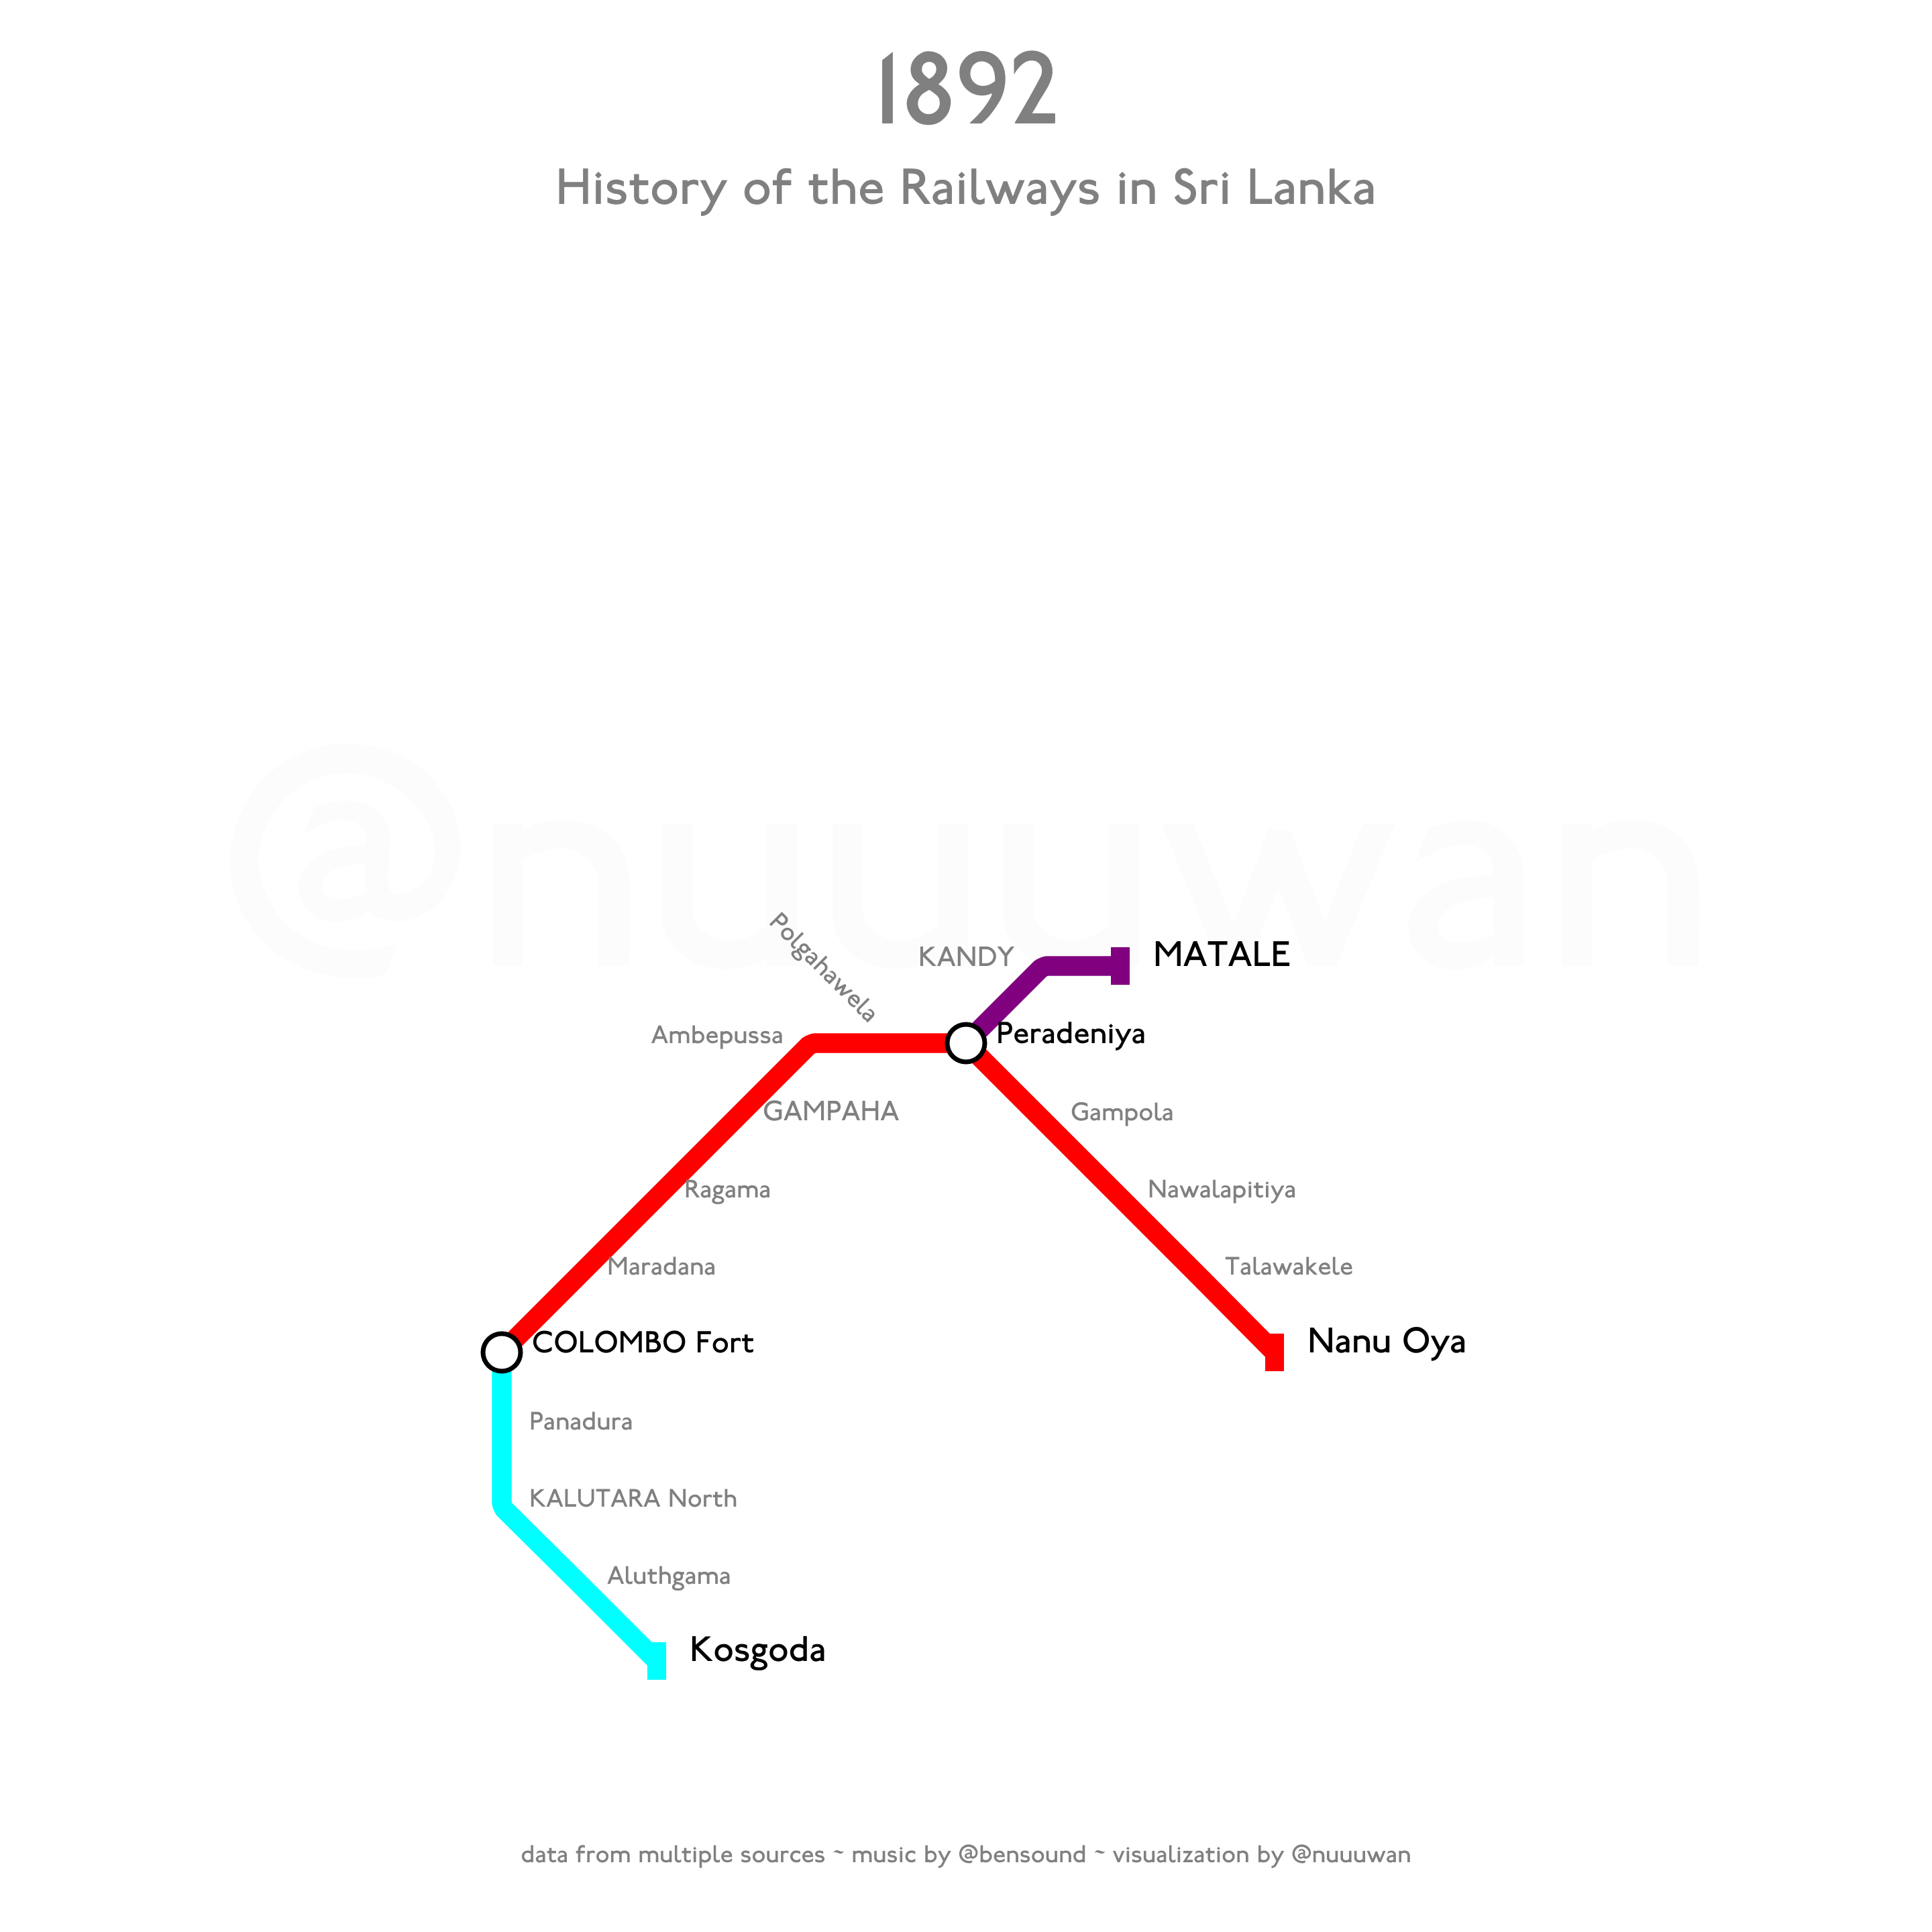 1892
History of the Railways in Sri Lanka
@nuuuwan
Polgahawela
KANDY
MATALE
Ambepussa
Peradeniya
GAMPAHA
Gampola
Ragama
Nawalapitiya
Maradana
Talawakele
COLOMBO Fort
Nanu Oya
Panadura
KALUTARA North
Aluthgama
Kosgoda
data from multiple sources ~ music by @bensound ~ visualization by @nuuuwan